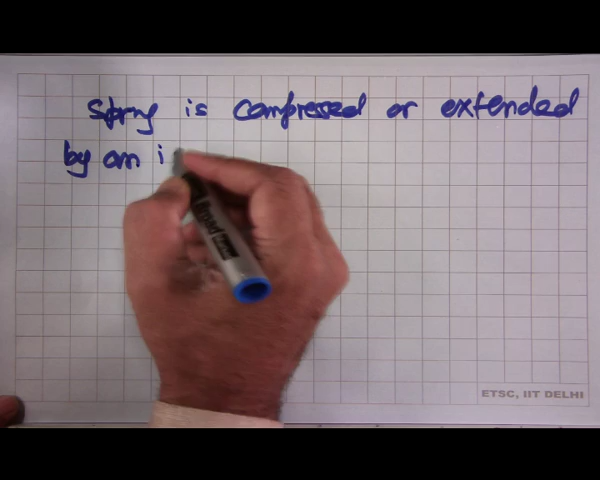 Spring is compressed or extended
by an i
ETSC, IIT DELHI